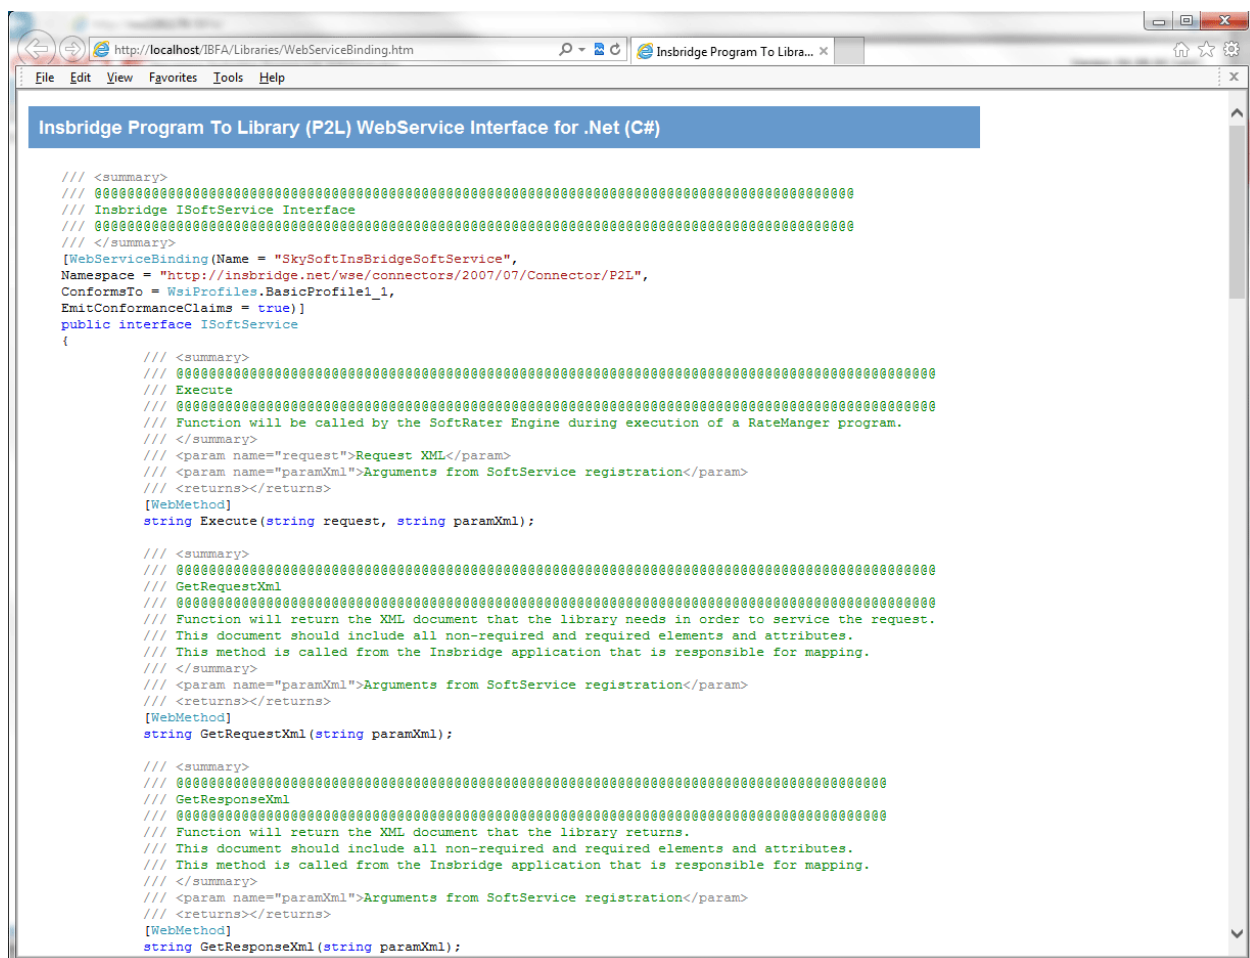 http://localhost/IBFA/Libraries/WebServiceBinding.htm
Insbridge Program To Libra...
File Edit View Favorites Tools Help
Insbridge Program To Library (P2L) WebService Interface for .Net (C#)
/// <summary>
/// @@@@@@@@@@@@@@@@@@@@@@@@@@@@@@@@@@@@@@@@@@@@@@@@@@@@@@@@@@@@@@@@@@@@@@@@@@@@@@@@@@@@@@@@@@@@@
/// Insbridge ISoftService Interface
/// @@@@@@@@@@@@@@@@@@@@@@@@@@@@@@@@@@@@@@@@@@@@@@@@@@@@@@@@@@@@@@@@@@@@@@@@@@@@@@@@@@@@@@@@@@@@@
/// </summary>
[WebServiceBinding(Name = "SkySoftInsBridgeSoftService",
Namespace = "http://insbridge.net/wse/connectors/2007/07/Connector/P2L",
ConformsTo = WsiProfiles.BasicProfile1_1,
EmitConformanceClaims = true)]
public interface ISoftService
{
/// <summary>
/// @@@@@@@@@@@@@@@@@@@@@@@@@@@@@@@@@@@@@@@@@@@@@@@@@@@@@@@@@@@@@@@@@@@@@@@@@@@@@@@@@@@@@@@@@@@@@
/// Execute
/// @@@@@@@@@@@@@@@@@@@@@@@@@@@@@@@@@@@@@@@@@@@@@@@@@@@@@@@@@@@@@@@@@@@@@@@@@@@@@@@@@@@@@@@@@@@@@
/// Function will be called by the SoftRater Engine during execution of a RateManger program.
/// </summary>
/// <param name="request">Request XML</param>
/// <param name="paramXml">Arguments from SoftService registration</param>
/// <returns></returns>
[WebMethod]
string Execute(string request, string paramXml);
/// <summary>
/// @@@@@@@@@@@@@@@@@@@@@@@@@@@@@@@@@@@@@@@@@@@@@@@@@@@@@@@@@@@@@@@@@@@@@@@@@@@@@@@@@@@@@@@@@@@@@
/// GetRequestXml
/// @@@@@@@@@@@@@@@@@@@@@@@@@@@@@@@@@@@@@@@@@@@@@@@@@@@@@@@@@@@@@@@@@@@@@@@@@@@@@@@@@@@@@@@@@@@@@
/// Function will return the XML document that the library needs in order to service the request.
/// This document should include all non-required and required elements and attributes.
/// This method is called from the Insbridge application that is responsible for mapping.
/// </summary>
/// <param name="paramXml">Arguments from SoftService registration</param>
/// <returns></returns>
[WebMethod]
string GetRequestXml(string paramXml);
/// <summary>
/// @@@@@@@@@@@@@@@@@@@@@@@@@@@@@@@@@@@@@@@@@@@@@@@@@@@@@@@@@@@@@@@@@@@@@@@@@@@@@@@@@@@@@@@
/// GetResponseXml
/// @@@@@@@@@@@@@@@@@@@@@@@@@@@@@@@@@@@@@@@@@@@@@@@@@@@@@@@@@@@@@@@@@@@@@@@@@@@@@@@@@@@@@@@
/// Function will return the XML document that the library returns.
/// This document should include all non-required and required elements and attributes.
/// This method is called from the Insbridge application that is responsible for mapping.
/// </summary>
/// <param name="paramXml">Arguments from SoftService registration</param>
/// <returns></returns>
[WebMethod]
string GetResponseXml(string paramXml);